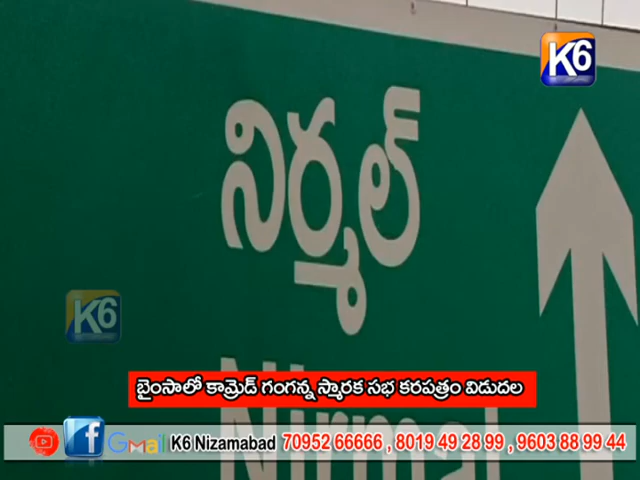 K6
నిర్మల్
K6
Nirmal
బైంసాలో కామ్రెడ్ గంగన్న స్మారక సభ కరపత్రం విడుదల
f Gmail K6 Nizamabad 70952 66666 , 8019 49 28 99 , 9603 88 99 44